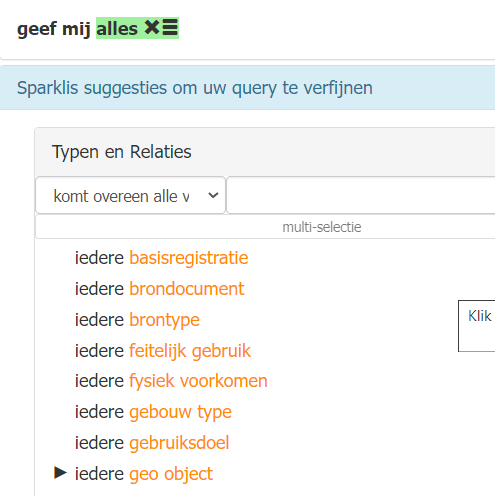 geef mij alles
Sparklis suggesties om uw query te verfijnen
Typen en Relaties
komt overeen alle v
multi-selectie
iedere basisregistratie
iedere brondocument
iedere brontype
Klik
iedere feitelijk gebruik
iedere fysiek voorkomen
iedere gebouw type
iedere gebruiksdoel
iedere geo object